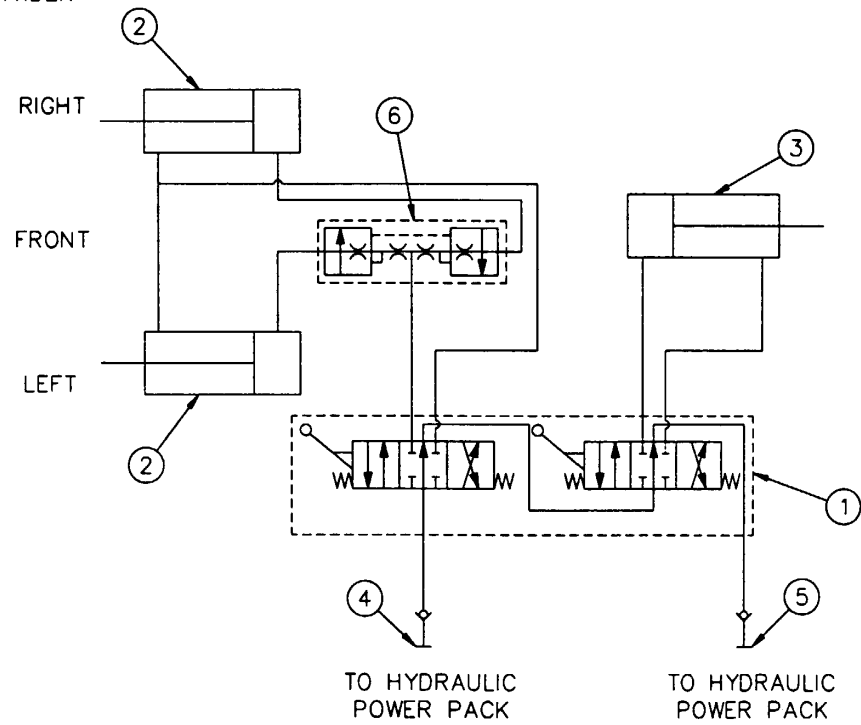 2
RIGHT
6
3
FRONT
LEFT
2
1
4
5
TO HYDRAULIC
POWER PACK
TO HYDRAULIC
POWER PACK